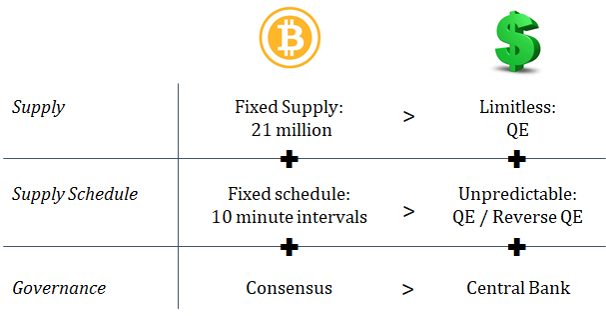 Supply
Fixed Supply:
21 million
>
Limitless:
QE
Supply Schedule
Fixed schedule:
10 minute intervals
>
Unpredictable:
QE / Reverse QE
Governance
Consensus
>
Central Bank